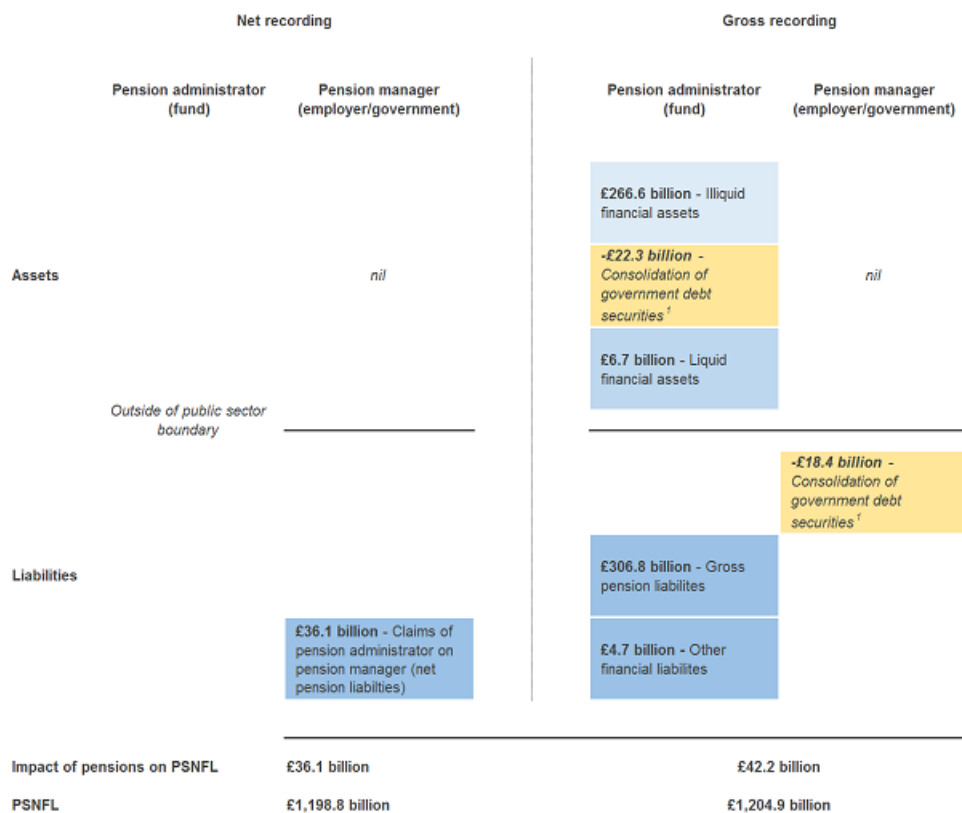 Net recording
Gross recording
Pension administrator
(fund)
Pension manager
(employer/government)
Pension administrator
(fund)
Pension manager
(employer/government)
£266.6 billion - Illiquid
financial assets
Assets
nil
-£22.3 billion -
Consolidation of
government debt
securities¹
nil
£6.7 billion - Liquid
financial assets
Outside of public sector
boundary
-£18.4 billion -
Consolidation of
government debt
securities¹
Liabilities
£306.8 billion - Gross
pension liabilites
£36.1 billion - Claims of
pension administrator on
pension manager (net
pension liabilties)
£4.7 billion - Other
financial liabilites
Impact of pensions on PSNFL
£36.1 billion
£42.2 billion
PSNFL
£1,198.8 billion
£1,204.9 billion